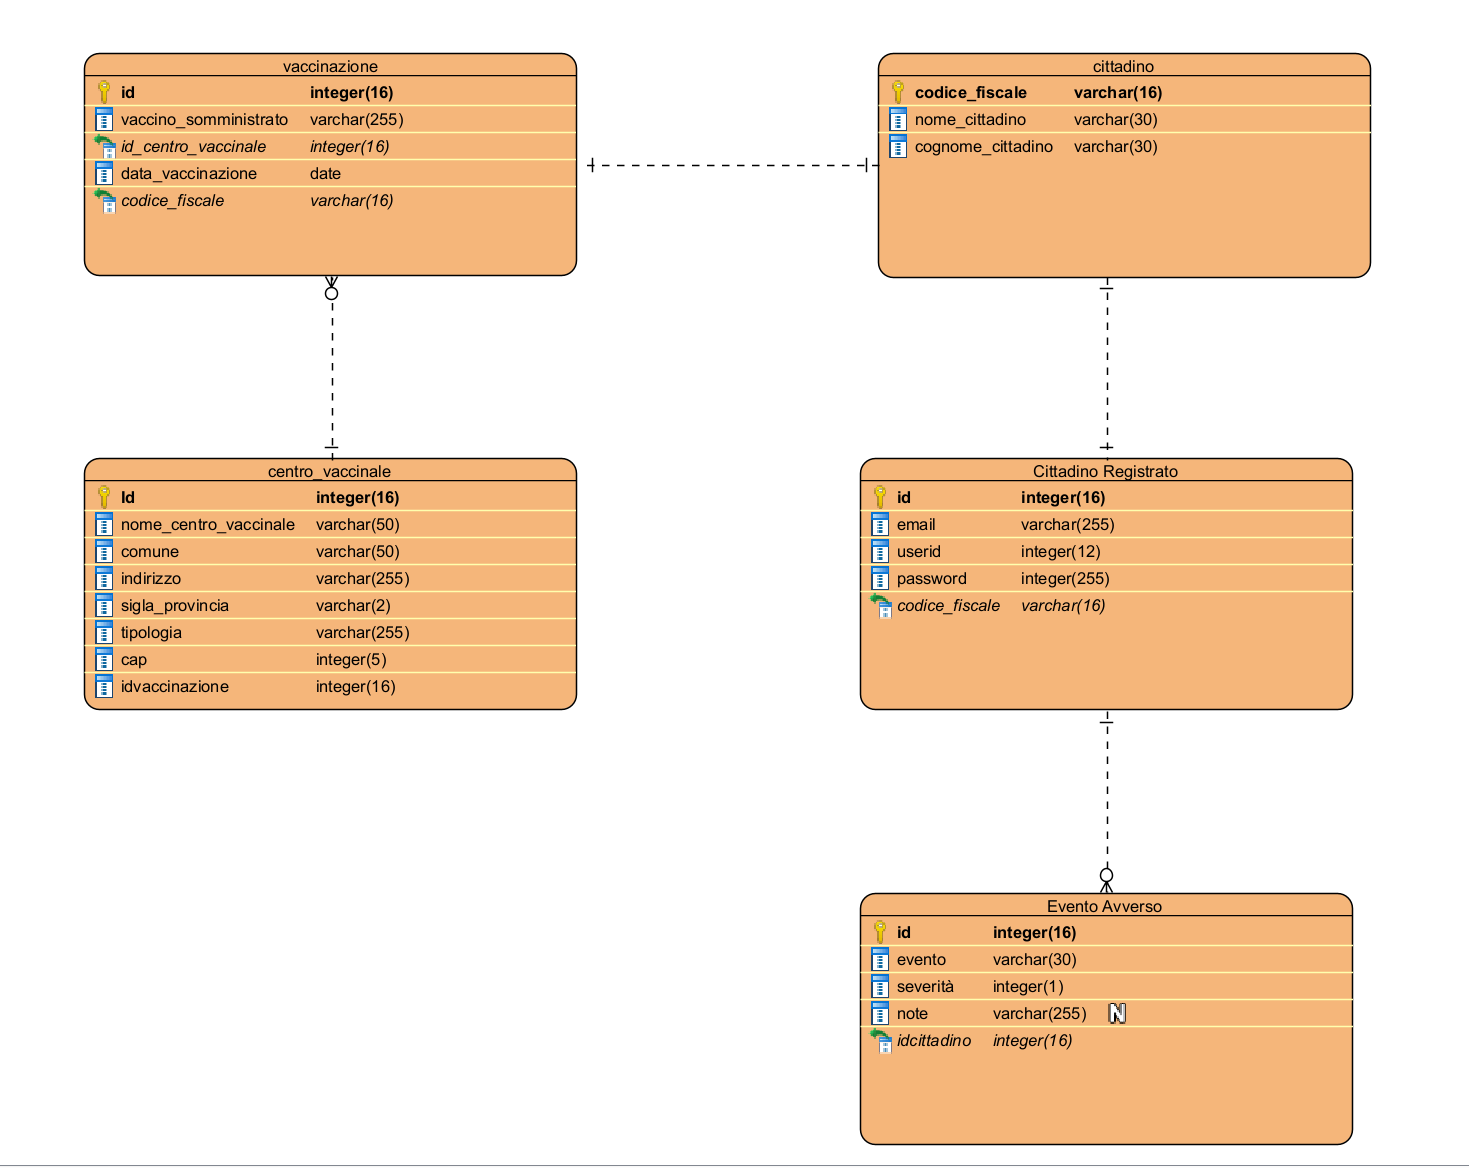 vaccinazione
id integer(16)
vaccino_somministrato varchar(255)
id_centro_vaccinale integer(16)
data_vaccinazione date
codice_fiscale varchar(16)
cittadino
codice_fiscale varchar(16)
nome_cittadino varchar(30)
cognome_cittadino varchar(30)
centro_vaccinale
Id integer(16)
nome_centro_vaccinale varchar(50)
comune varchar(50)
indirizzo varchar(255)
sigla_provincia varchar(2)
tipologia varchar(255)
cap integer(5)
idvaccinazione integer(16)
Cittadino Registrato
id integer(16)
email varchar(255)
userid integer(12)
password integer(255)
codice_fiscale varchar(16)
Evento Avverso
id integer(16)
evento varchar(30)
severità integer(1)
note varchar(255) N
idcittadino integer(16)